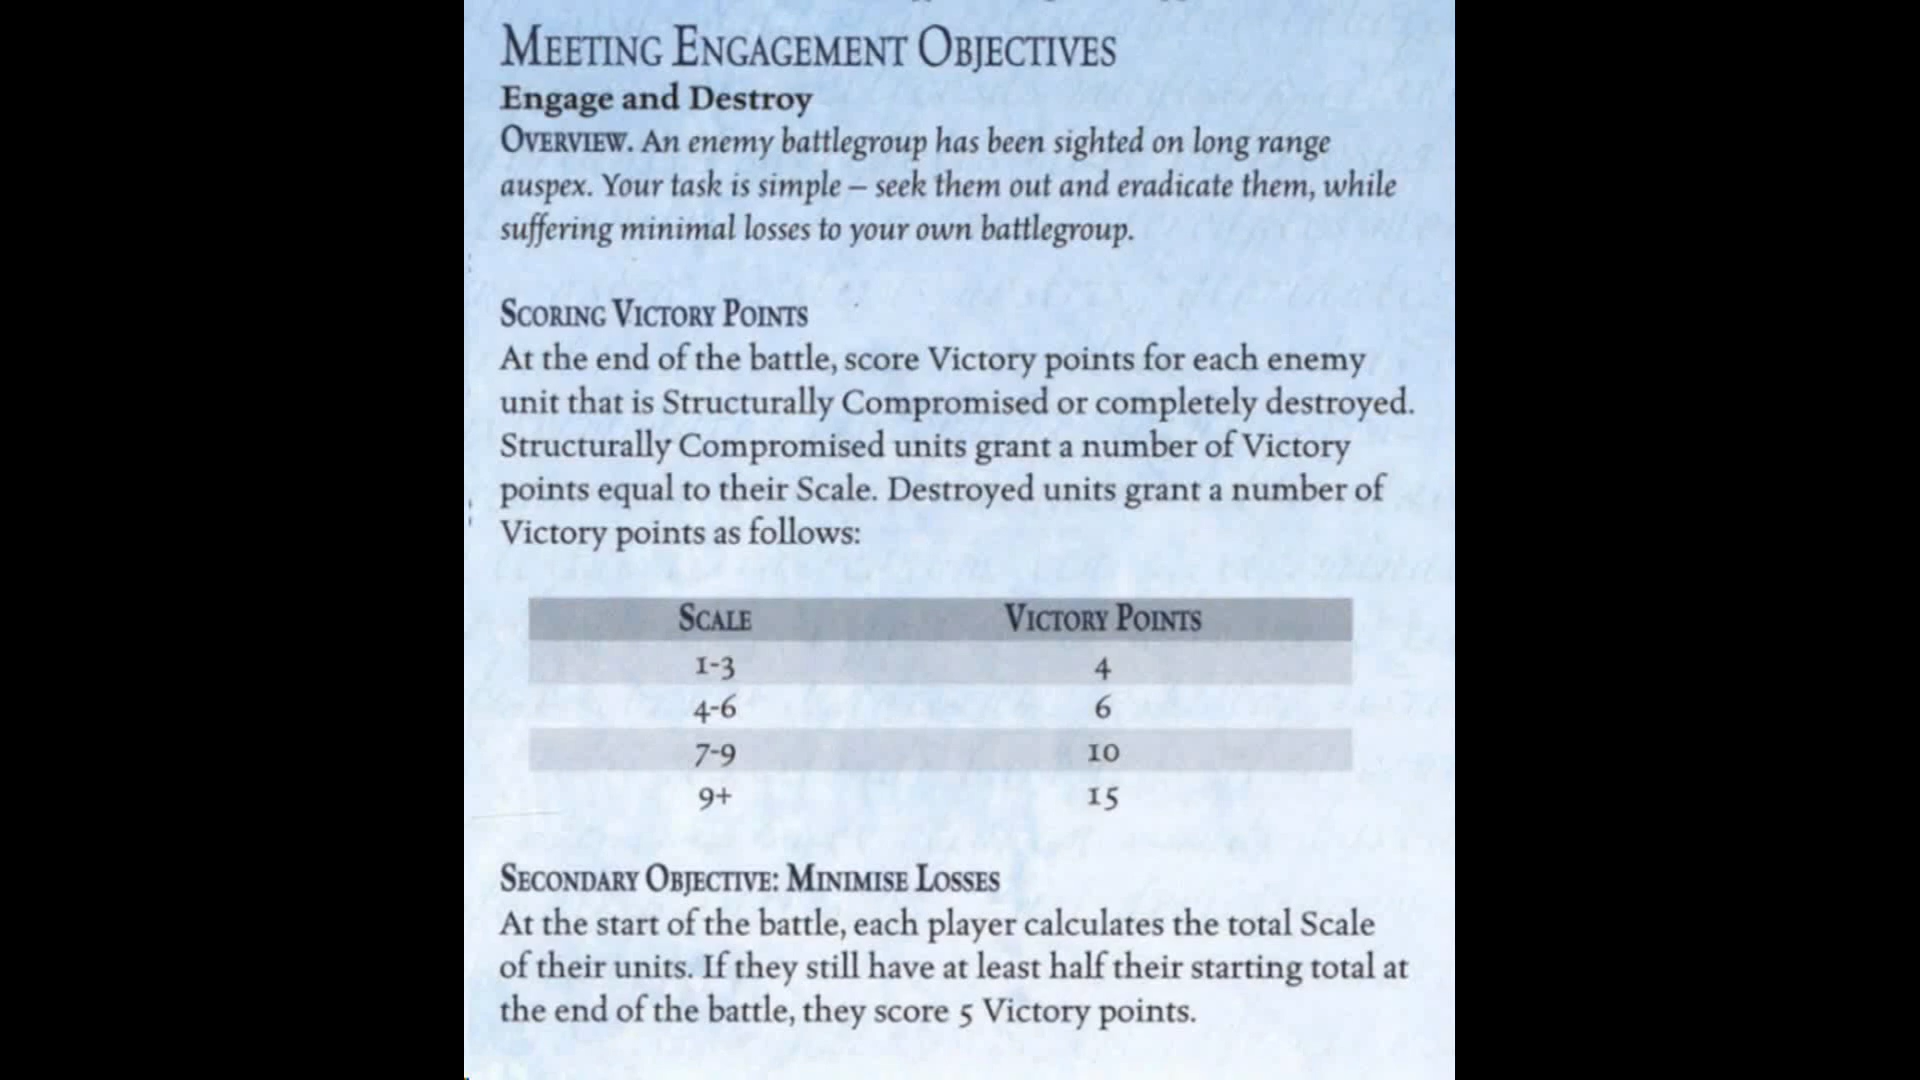 MEETING ENGAGEMENT OBJECTIVES
Engage and Destroy
OVERVIEW. An enemy battlegroup has been sighted on long range
auspex. Your task is simple – seek them out and eradicate them, while
suffering minimal losses to your own battlegroup.
SCORING VICTORY POINTS
At the end of the battle, score Victory points for each enemy
unit that is Structurally Compromised or completely destroyed.
Structurally Compromised units grant a number of Victory
points equal to their Scale. Destroyed units grant a number of
Victory points as follows:
SCALE VICTORY POINTS
1-3 4
4-6 6
7-9 10
9+ 15
SECONDARY OBJECTIVE: MINIMISE LOSSES
At the start of the battle, each player calculates the total Scale
of their units. If they still have at least half their starting total at
the end of the battle, they score 5 Victory points.